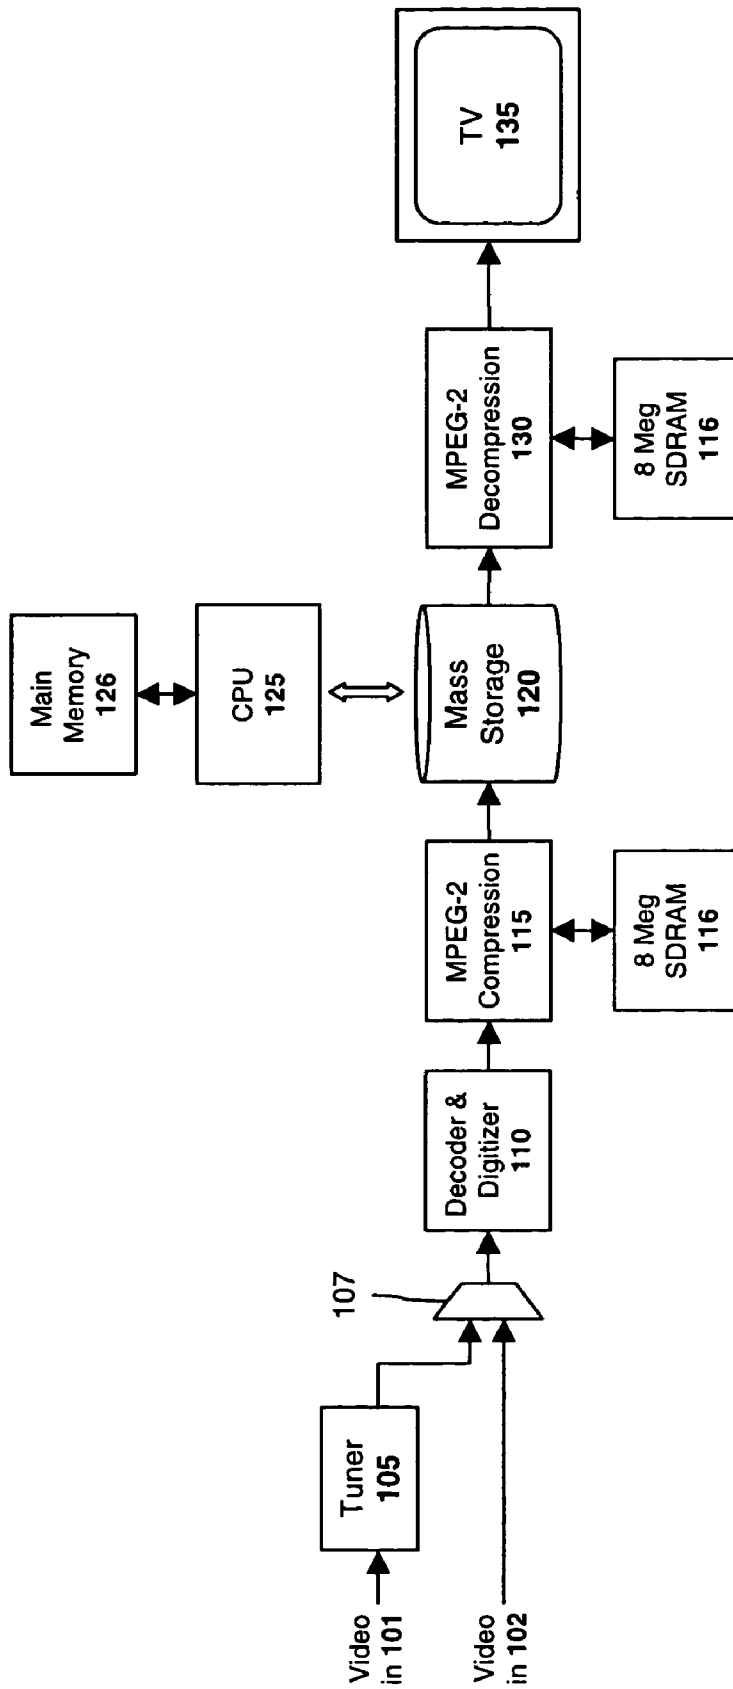 Video
in 101
Tuner
105
Video
in 102
107
Decoder &
Digitizer
110
MPEG-2
Compression
115
8 Meg
SDRAM
116
Main
Memory
126
CPU
125
Mass
Storage
120
MPEG-2
Decompression
130
8 Meg
SDRAM
116
TV
135